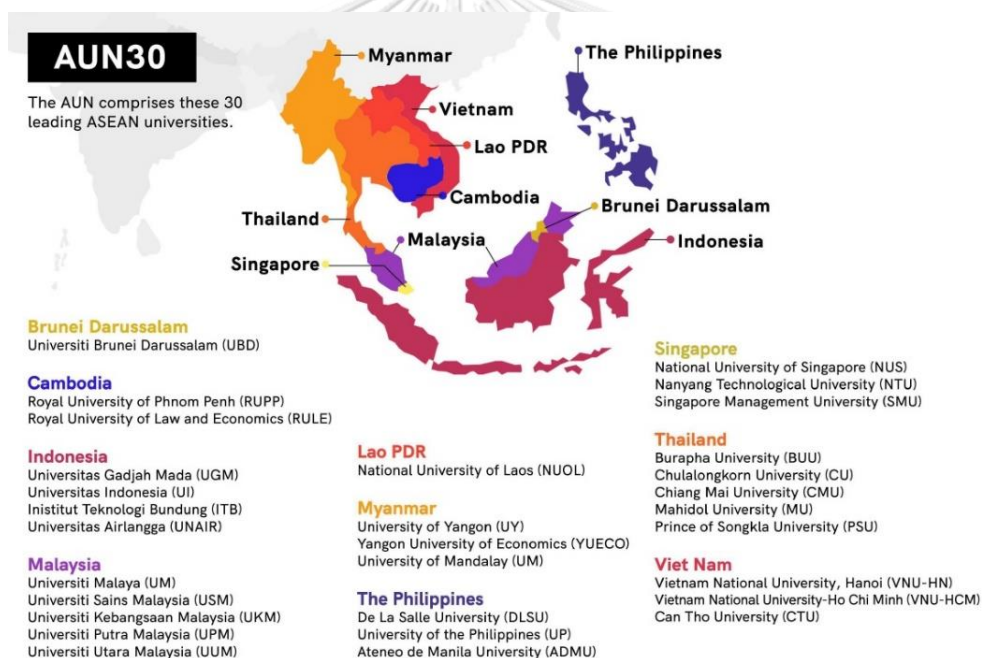 AUN30
The AUN comprises these 30
leading ASEAN universities.
Myanmar
The Philippines
Vietnam
Lao PDR
Cambodia
Brunei Darussalam
Thailand
Malaysia
Indonesia
Singapore
Brunei Darussalam
Universiti Brunei Darussalam (UBD)
Cambodia
Royal University of Phnom Penh (RUPP)
Royal University of Law and Economics (RULE)
Indonesia
Universitas Gadjah Mada (UGM)
Universitas Indonesia (UI)
Inistitut Teknologi Bundung (ITB)
Universitas Airlangga (UNAIR)
Malaysia
Universiti Malaya (UM)
Universiti Sains Malaysia (USM)
Universiti Kebangsaan Malaysia (UKM)
Universiti Putra Malaysia (UPM)
Universiti Utara Malaysia (UUM)
Lao PDR
National University of Laos (NUOL)
Myanmar
University of Yangon (UY)
Yangon University of Economics (YUECO)
University of Mandalay (UM)
The Philippines
De La Salle University (DLSU)
University of the Philippines (UP)
Ateneo de Manila University (ADMU)
Singapore
National University of Singapore (NUS)
Nanyang Technological University (NTU)
Singapore Management University (SMU)
Thailand
Burapha University (BUU)
Chulalongkorn University (CU)
Chiang Mai University (CMU)
Mahidol University (MU)
Prince of Songkla University (PSU)
Viet Nam
Vietnam National University, Hanoi (VNU-HN)
Vietnam National University-Ho Chi Minh (VNU-HCM)
Can Tho University (CTU)